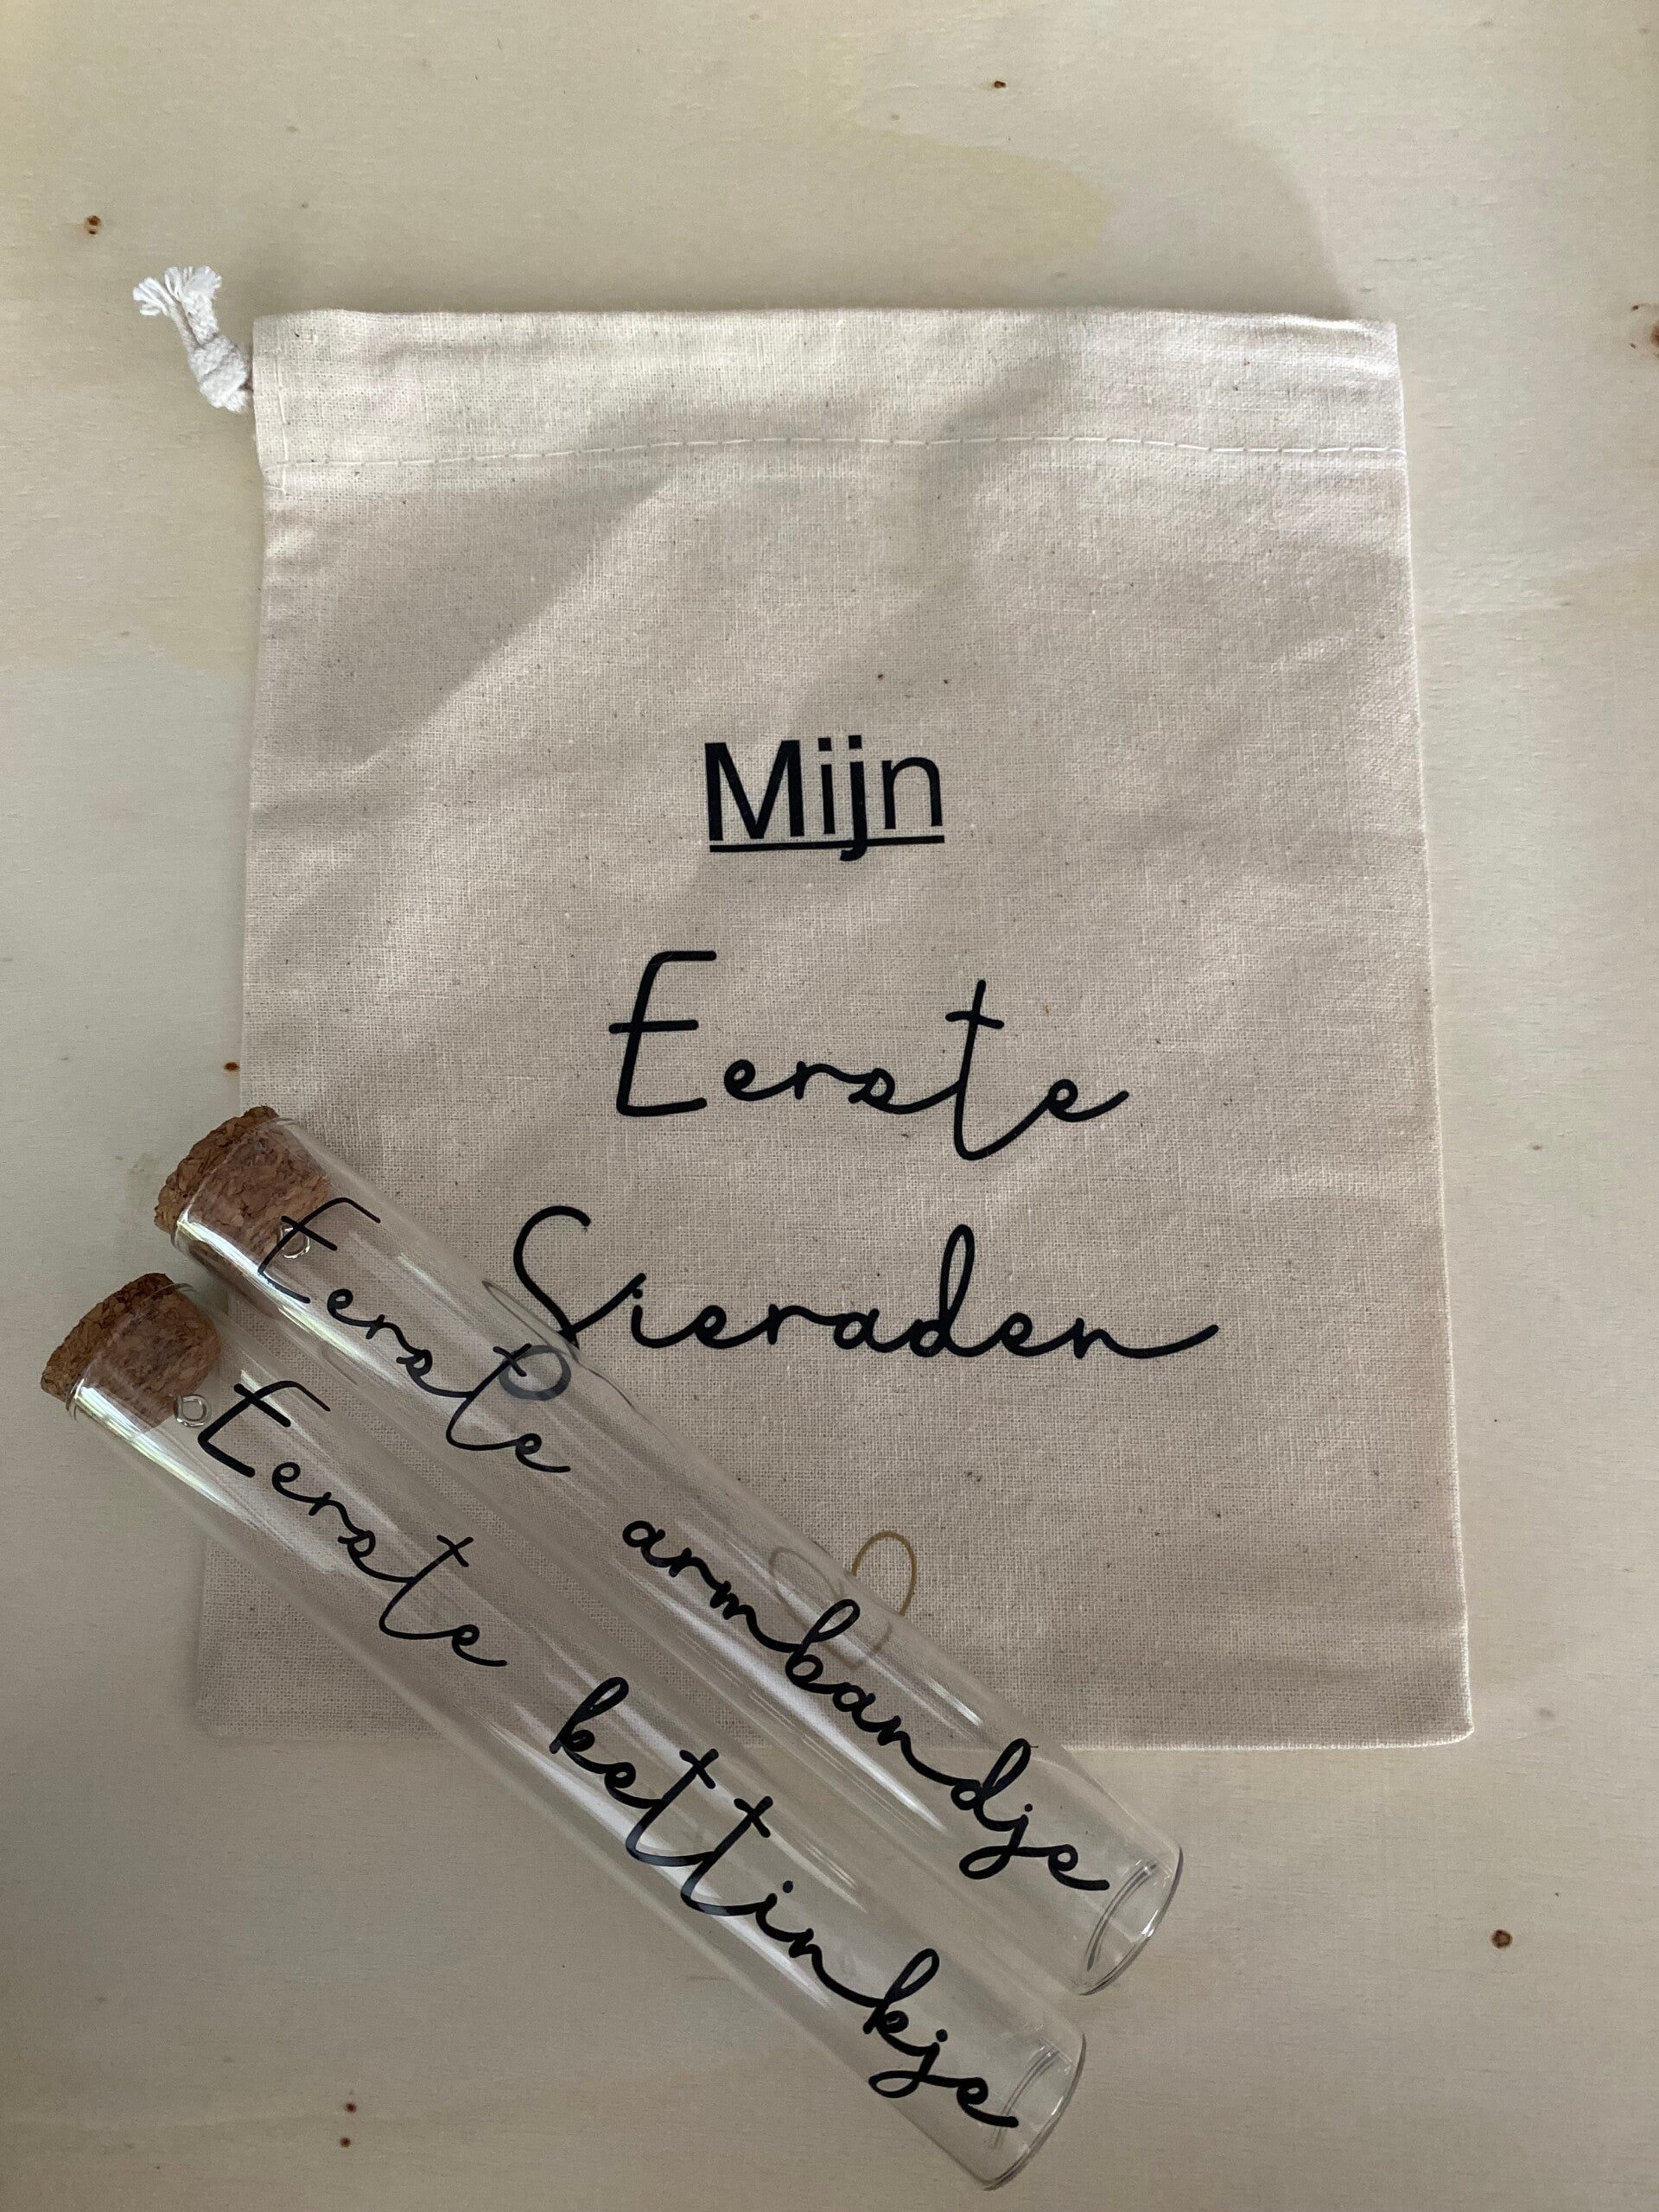 Mijn
Eerste
Sieraden
Eerste armbandje
Eerste kettinkje